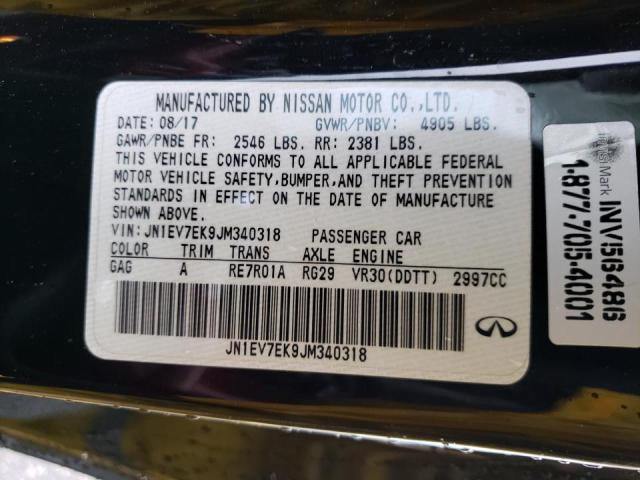 MANUFACTURED BY NISSAN MOTOR CO.,LTD.
DATE: 08/17 GVWR/PNBV: 4905 LBS.
GAWR/PNBE FR: 2546 LBS. RR: 2381 LBS.
THIS VEHICLE CONFORMS TO ALL APPLICABLE FEDERAL
MOTOR VEHICLE SAFETY,BUMPER,AND THEFT PREVENTION
STANDARDS IN EFFECT ON THE DATE OF MANUFACTURE
SHOWN ABOVE.
VIN:JN1EV7EK9JM340318 PASSENGER CAR
COLOR TRIM TRANS AXLE ENGINE
GAG A RE7R01A RG29 VR30(DDTT) 2997CC
JN1EV7EK9JM340318
Mark
INV56486
1-877-705-4001